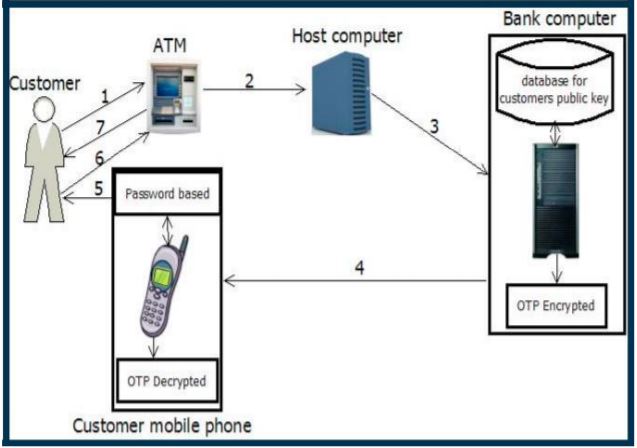 Bank computer
ATM
Host computer
Customer
database for
customers public key
1
2
7
3
6
5
Password based
4
OTP Encrypted
OTP Decrypted
Customer mobile phone